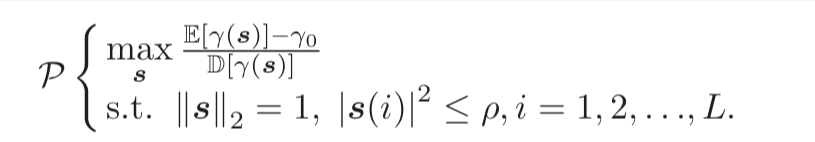 𝒫 { max_𝒔 (𝔼[γ(𝒔)]−γ₀) / 𝔻[γ(𝒔)]
s.t. ‖𝒔‖₂ = 1, |𝒔(i)|² ≤ ρ, i = 1, 2, . . . , L.